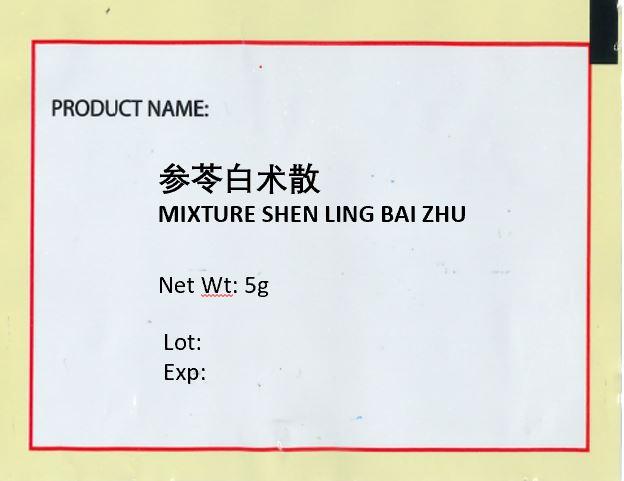 PRODUCT NAME:
参苓白术散
MIXTURE SHEN LING BAI ZHU
Net Wt: 5g
Lot:
Exp: